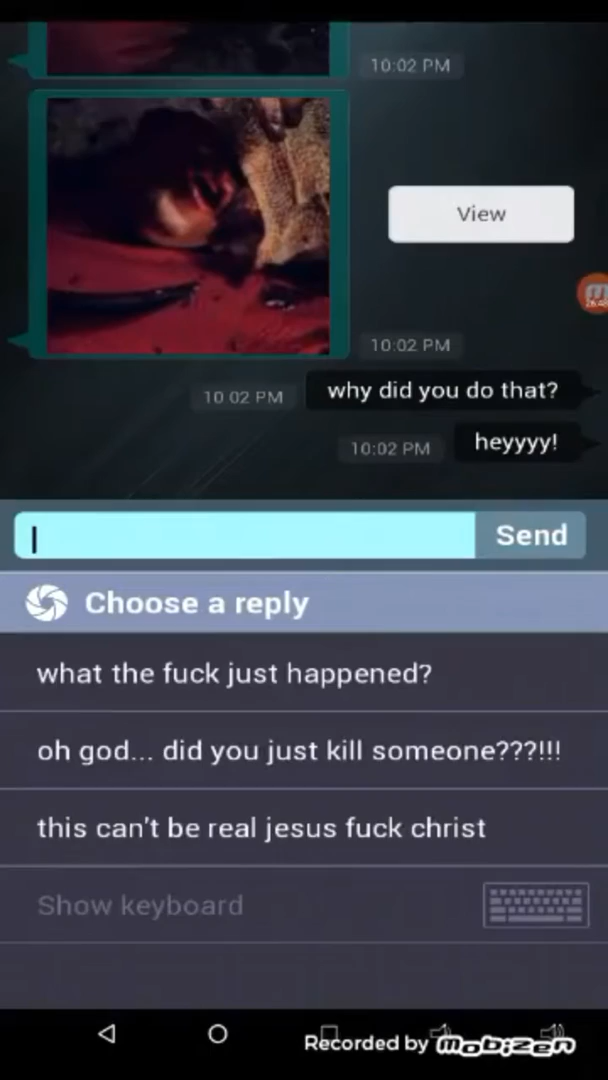 10:02 PM
View
10:02 PM
10 02 PM why did you do that?
10:02 PM heyyyy!
Send
Choose a reply
what the fuck just happened?
oh god... did you just kill someone???!!!
this can't be real jesus fuck christ
Show keyboard
Recorded by mobizen